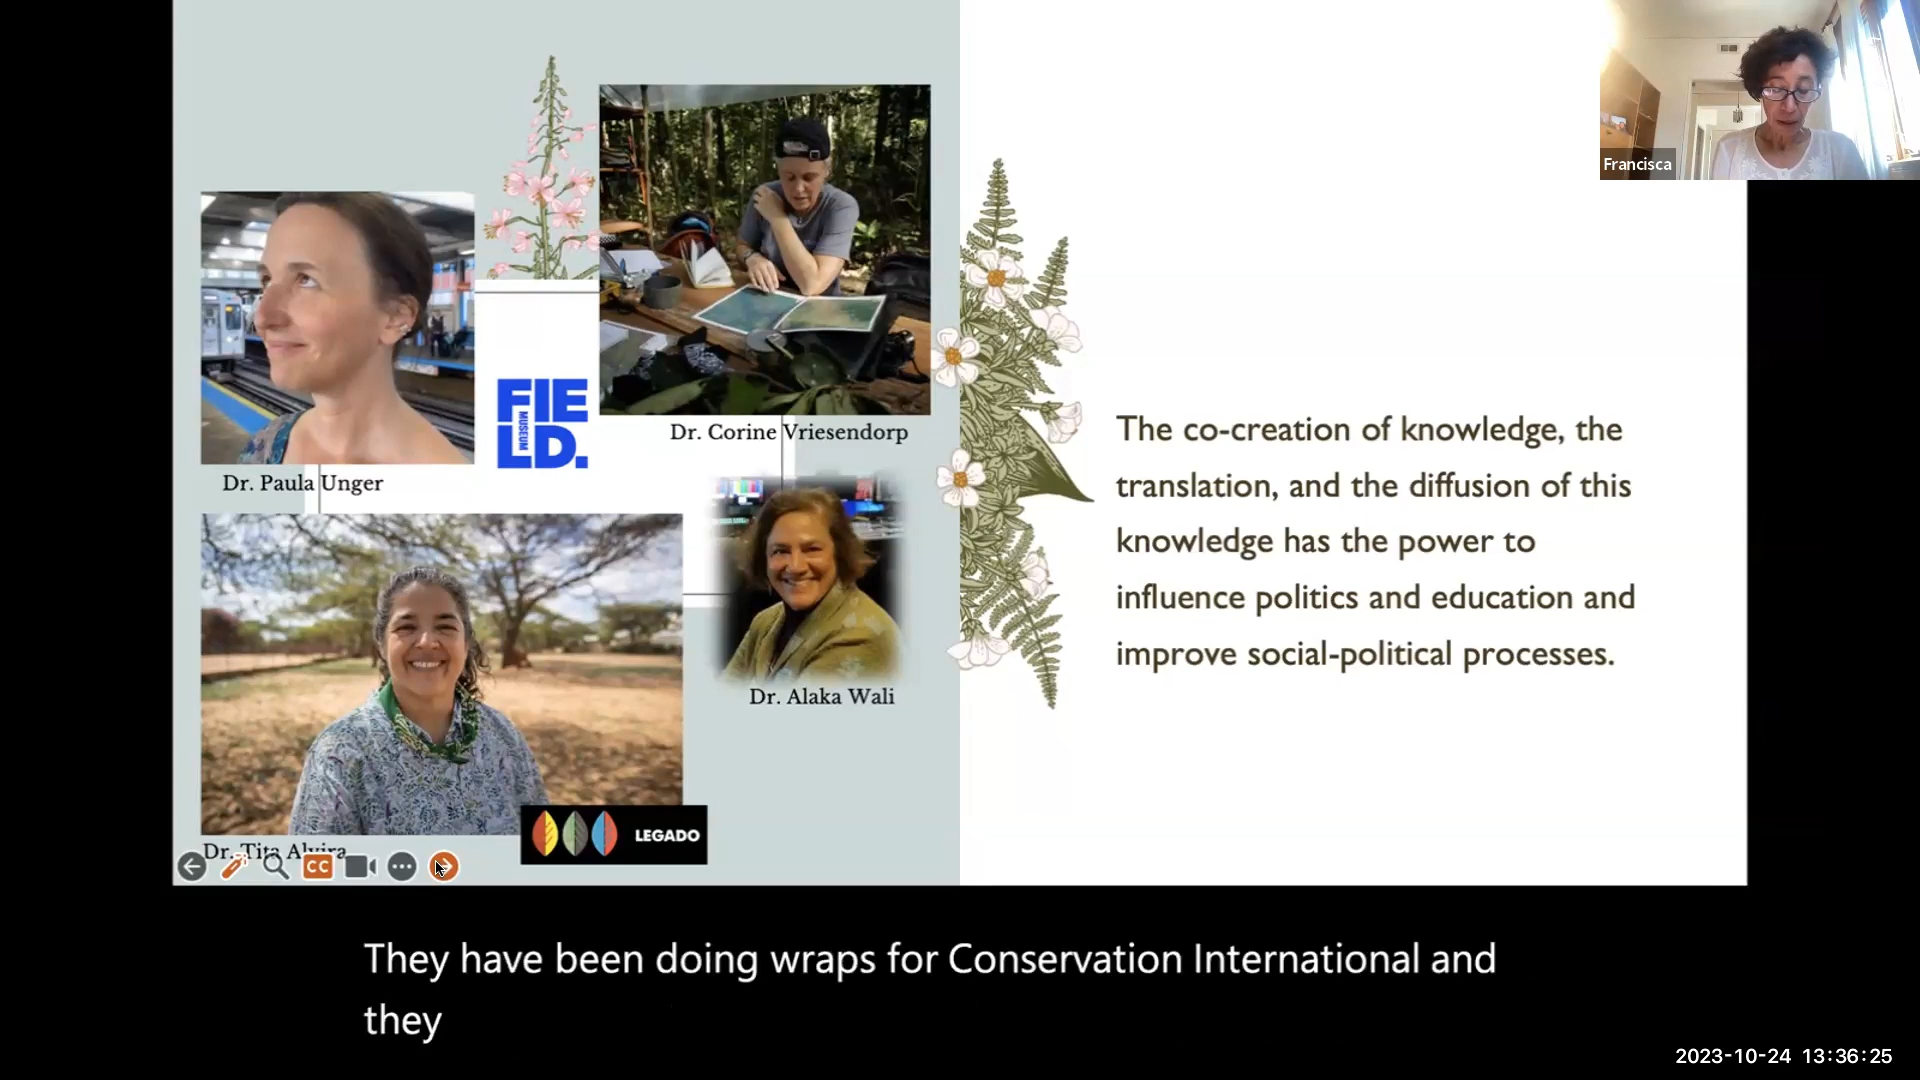 Francisca
FIE
MUSEUM
LD.
Dr. Corine Vriesendorp
Dr. Paula Unger
Dr. Alaka Wali
LEGADO
Dr. Tita Alvira
CC
The co-creation of knowledge, the
translation, and the diffusion of this
knowledge has the power to
influence politics and education and
improve social-political processes.
They have been doing wraps for Conservation International and
they
2023-10-24 13:36:25